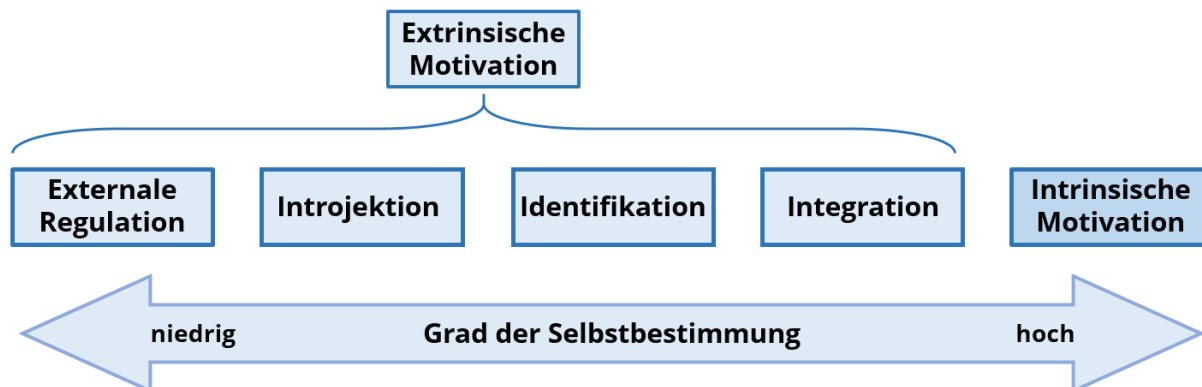 Extrinsische
Motivation
Externale
Regulation
Introjektion
Identifikation
Integration
Intrinsische
Motivation
niedrig
Grad der Selbstbestimmung
hoch